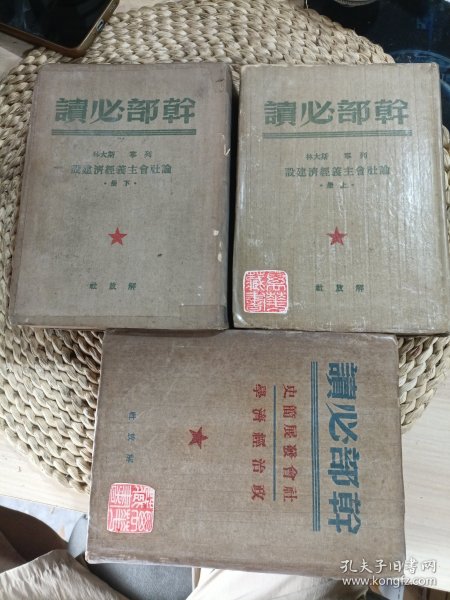 幹部必讀
列寧 斯大林
論社會主義經濟建設
·下册·
解放社
幹部必讀
列寧 斯大林
論社會主義經濟建設
·上册·
解放社
幹部必讀
社會發展簡史
政治經濟學
解放社
孔夫子旧书网
www.kongfz.com